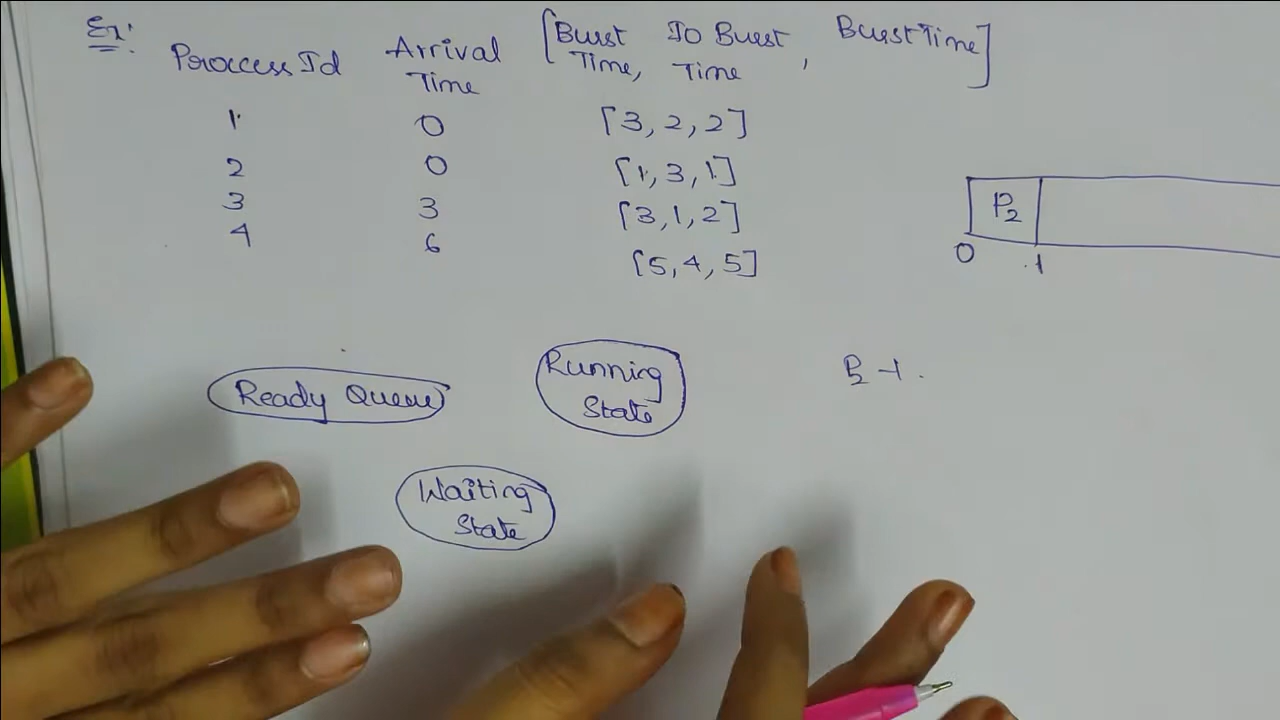 Ex:
Process Id Arrival Time [Burst Time, IO Burst Time, Burst Time]
1 0 [3, 2, 2]
2 0 [1, 3, 1]
3 3 [3, 1, 2]
4 6 [5, 4, 5]
P2
0 1
Ready Queue
Running State
P2 - 1.
Waiting State